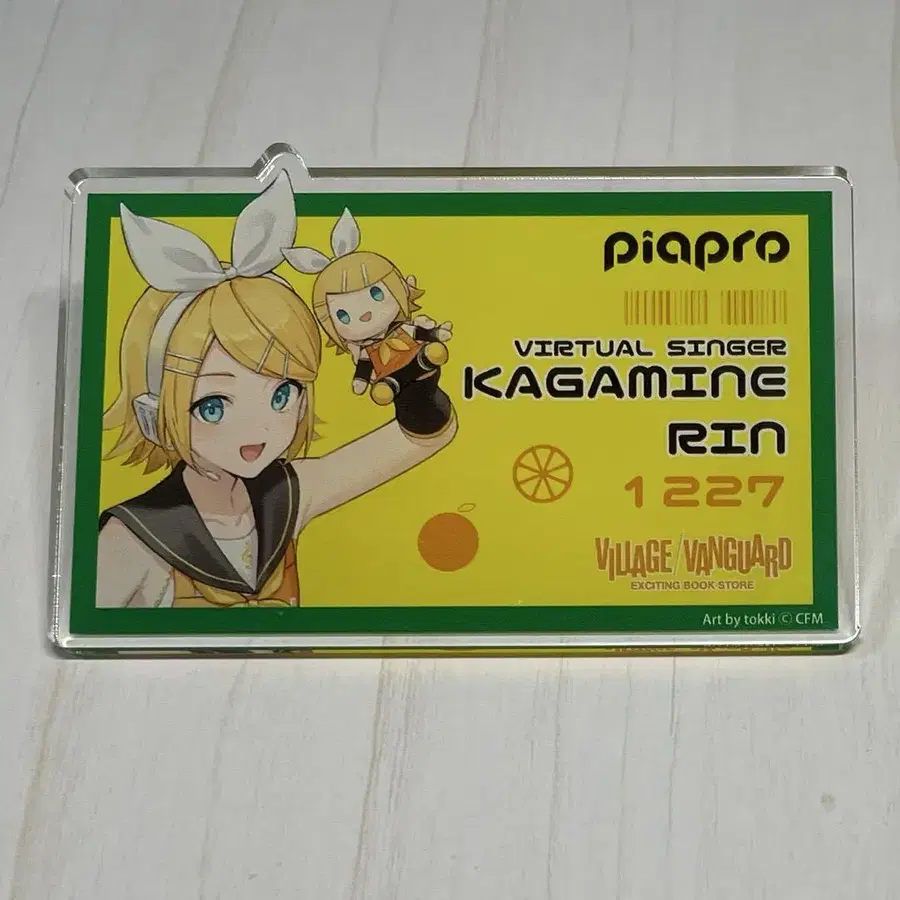 piapro
VIRTUAL SINGER
KAGAMINE
RIN
1227
VILLAGE/VANGUARD
EXCITING BOOK STORE
Art by tokki © CFM